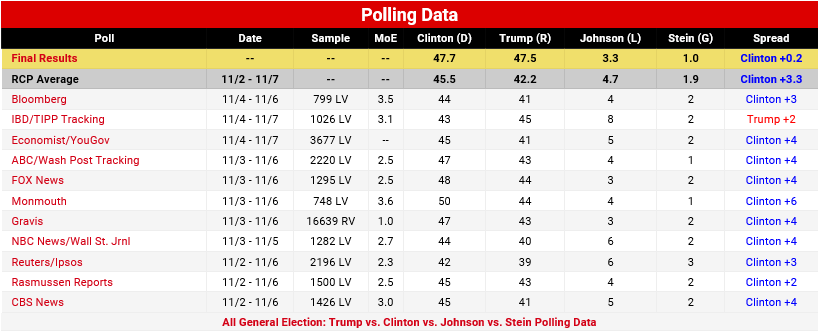 Polling Data
Poll Date Sample MoE Clinton (D) Trump (R) Johnson (L) Stein (G) Spread
Final Results -- -- -- 47.7 47.5 3.3 1.0 Clinton +0.2
RCP Average 11/2 - 11/7 -- -- 45.5 42.2 4.7 1.9 Clinton +3.3
Bloomberg 11/4 - 11/6 799 LV 3.5 44 41 4 2 Clinton +3
IBD/TIPP Tracking 11/4 - 11/7 1026 LV 3.1 43 45 8 2 Trump +2
Economist/YouGov 11/4 - 11/7 3677 LV -- 45 41 5 2 Clinton +4
ABC/Wash Post Tracking 11/3 - 11/6 2220 LV 2.5 47 43 4 1 Clinton +4
FOX News 11/3 - 11/6 1295 LV 2.5 48 44 3 2 Clinton +4
Monmouth 11/3 - 11/6 748 LV 3.6 50 44 4 1 Clinton +6
Gravis 11/3 - 11/6 16639 RV 1.0 47 43 3 2 Clinton +4
NBC News/Wall St. Jrnl 11/3 - 11/5 1282 LV 2.7 44 40 6 2 Clinton +4
Reuters/Ipsos 11/2 - 11/6 2196 LV 2.3 42 39 6 3 Clinton +3
Rasmussen Reports 11/2 - 11/6 1500 LV 2.5 45 43 4 2 Clinton +2
CBS News 11/2 - 11/6 1426 LV 3.0 45 41 5 2 Clinton +4
All General Election: Trump vs. Clinton vs. Johnson vs. Stein Polling Data